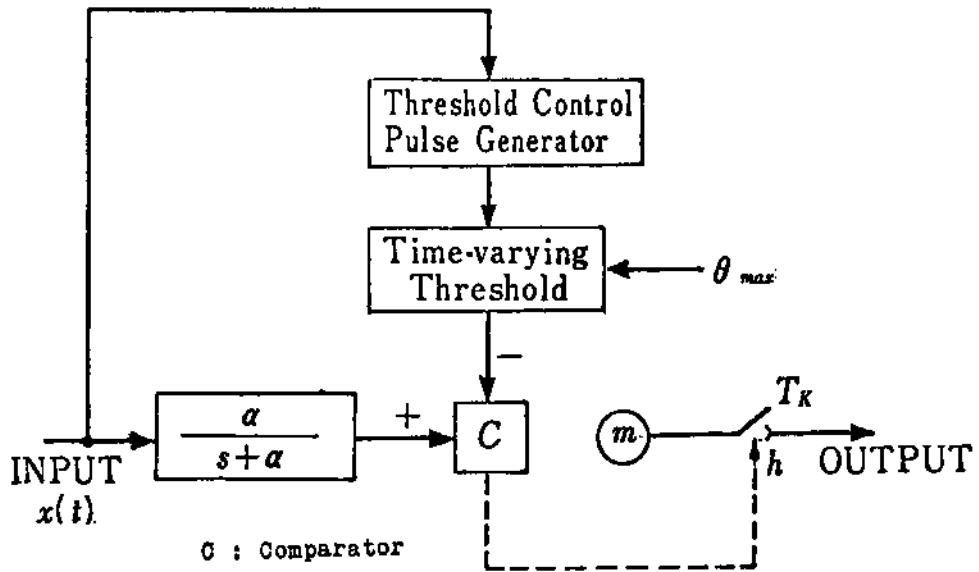 Threshold Control
Pulse Generator
Time-varying
Threshold
θ max
−
α
s+α
+
C
m
T_K
h
INPUT
x(t)
OUTPUT
C : Comparator